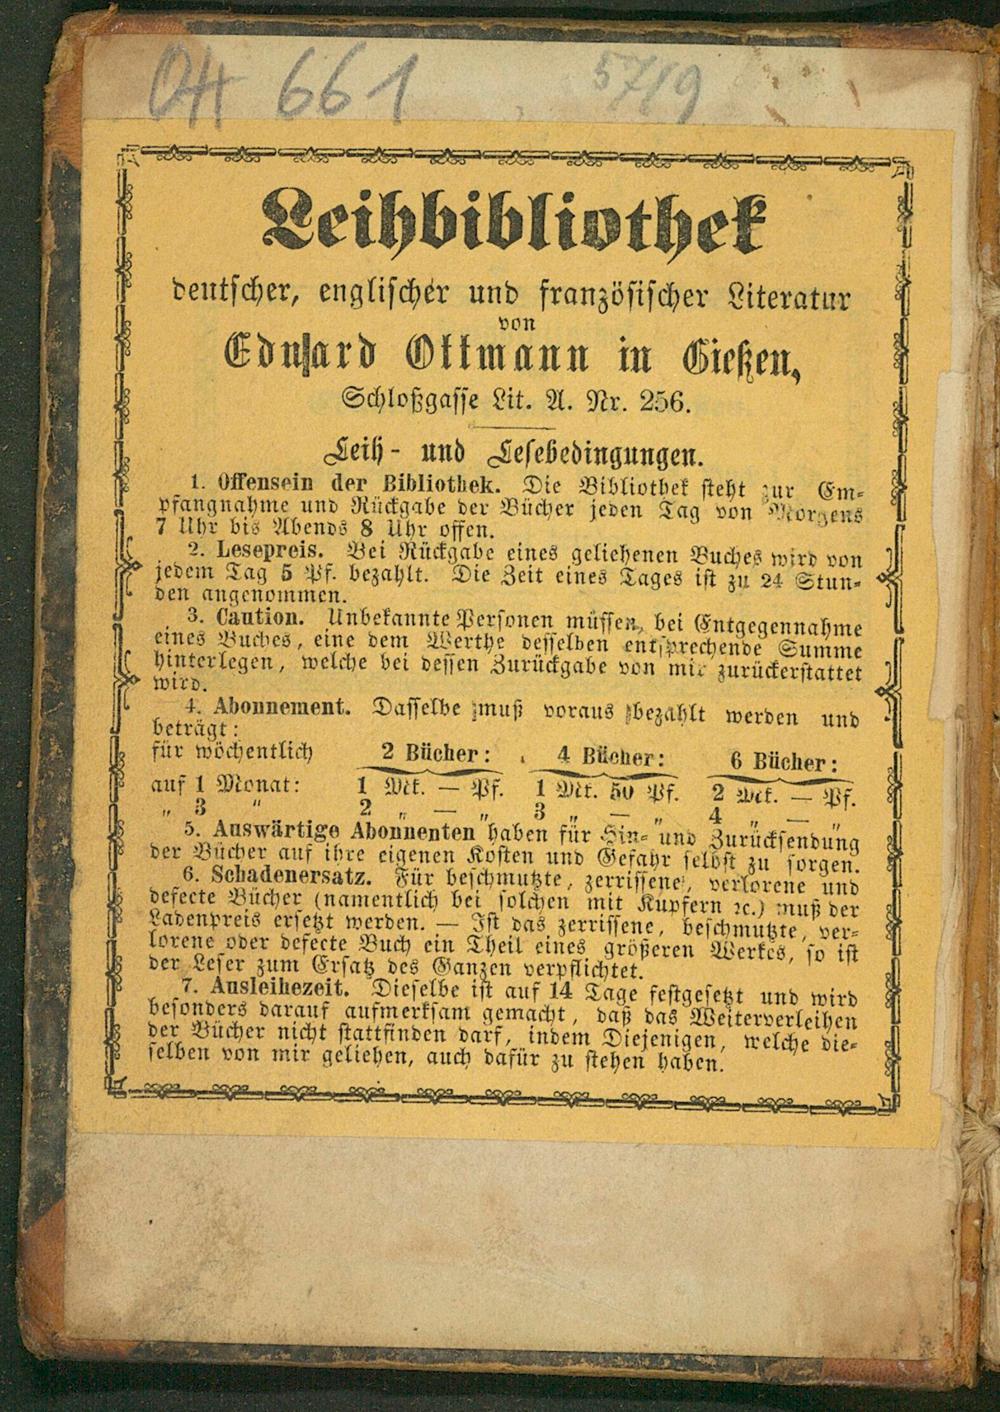 OH 661 57/9
Leihbibliothek
deutscher, englischer und französischer Literatur
von
Eduard Ottmann in Gießen,
Schloßgasse Lit. A. Nr. 256.
Leih- und Lesebedingungen.
1. Offensein der Bibliothek. Die Bibliothek steht zur Em-
pfangnahme und Rückgabe der Bücher jeden Tag von Morgens
7 Uhr bis Abends 8 Uhr offen.
2. Lesepreis. Bei Rückgabe eines geliehenen Buches wird von
jedem Tag 5 Pf. bezahlt. Die Zeit eines Tages ist zu 24 Stun-
den angenommen.
3. Caution. Unbekannte Personen müssen, bei Entgegennahme
eines Buches, eine dem Werthe desselben entsprechende Summe
hinterlegen, welche bei dessen Zurückgabe von mir zurückerstattet
wird.
4. Abonnement. Dasselbe muß voraus bezahlt werden und
beträgt:
für wöchentlich 2 Bücher: 4 Bücher: 6 Bücher:
auf 1 Monat: 1 Mk. — Pf. 1 Mk. 50 Pf. 2 Mk. — Pf.
„ 3 „ 2 „ — „ 3 „ — „ 4 „ — „
5. Auswärtige Abonnenten haben für Hin- und Zurücksendung
der Bücher auf ihre eigenen Kosten und Gefahr selbst zu sorgen.
6. Schadenersatz. Für beschmutzte, zerrissene, verlorene und
defecte Bücher (namentlich bei solchen mit Kupfern ꝛc.) muß der
Ladenpreis ersetzt werden. — Ist das zerrissene, beschmutzte, ver-
lorene oder defecte Buch ein Theil eines größeren Werkes, so ist
der Leser zum Ersatz des Ganzen verpflichtet.
7. Ausleihezeit. Dieselbe ist auf 14 Tage festgesetzt und wird
besonders darauf aufmerksam gemacht, daß das Weiterverleihen
der Bücher nicht stattfinden darf, indem Diejenigen, welche die-
selben von mir geliehen, auch dafür zu stehen haben.